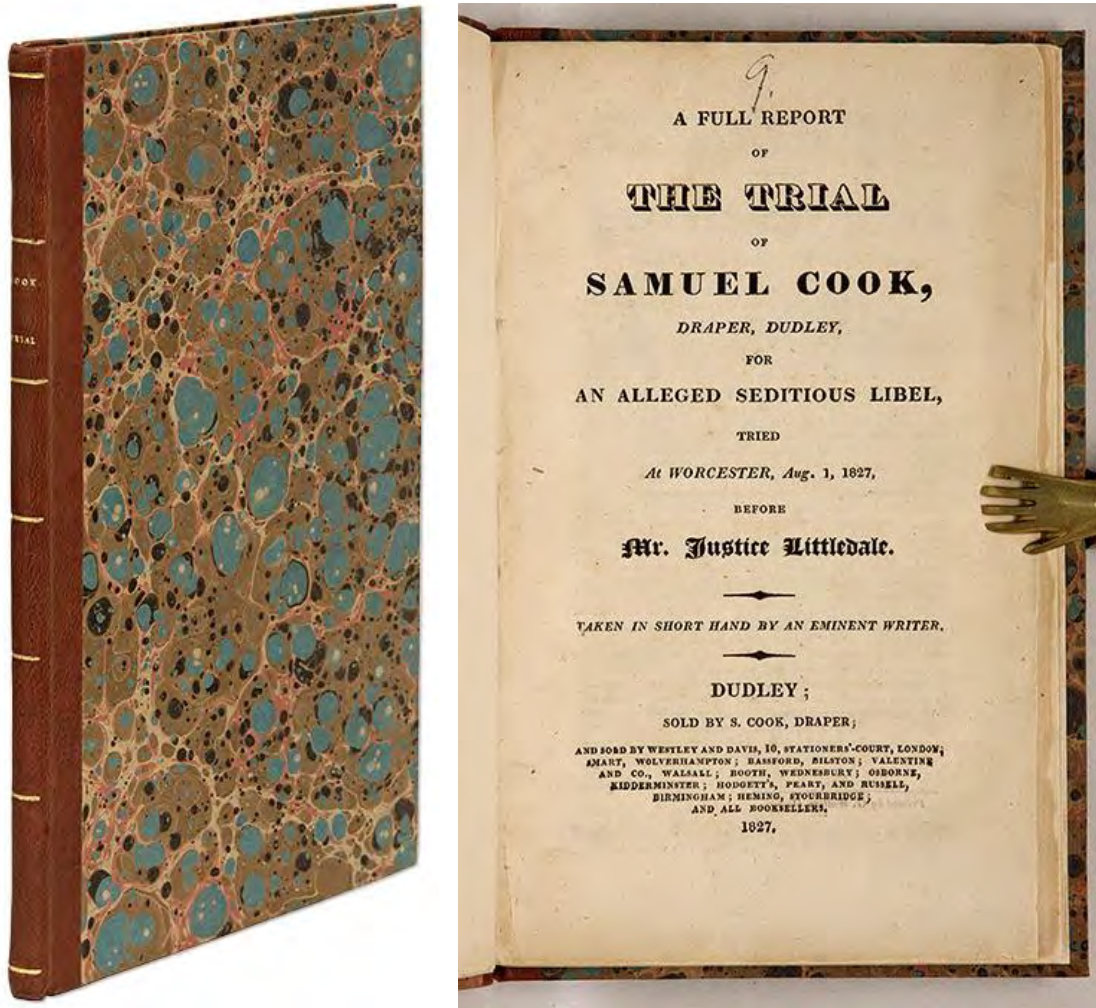 OOK
TRIAL
9.
A FULL REPORT
OF
THE TRIAL
OF
SAMUEL COOK,
DRAPER, DUDLEY,
FOR
AN ALLEGED SEDITIOUS LIBEL,
TRIED
At WORCESTER, Aug. 1, 1827,
BEFORE
Mr. Justice Littledale.
TAKEN IN SHORT HAND BY AN EMINENT WRITER.
DUDLEY;
SOLD BY S. COOK, DRAPER;
AND SOLD BY WESTLEY AND DAVIS, 10, STATIONERS'-COURT, LONDON;
SMART, WOLVERHAMPTON; BASSFORD, BILSTON; VALENTINE
AND CO., WALSALL; BOOTH, WEDNESBURY; OSBORNE,
KIDDERMINSTER; HODGETT'S, PEART, AND RUSSELL,
BIRMINGHAM; HEMING, STOURBRIDGE;
AND ALL BOOKSELLERS.
1827.